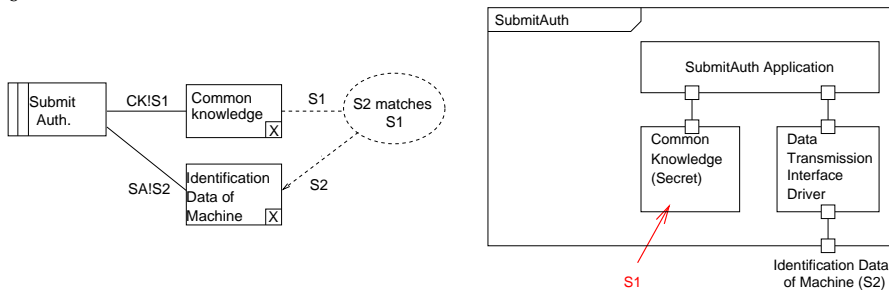 Submit
Auth.
CK!S1
SA!S2
Common
knowledge
X
Identification
Data of
Machine
X
S1
S2
S2 matches
S1
SubmitAuth
SubmitAuth Application
Common
Knowledge
(Secret)
Data
Transmission
Interface
Driver
S1
Identification Data
of Machine (S2)